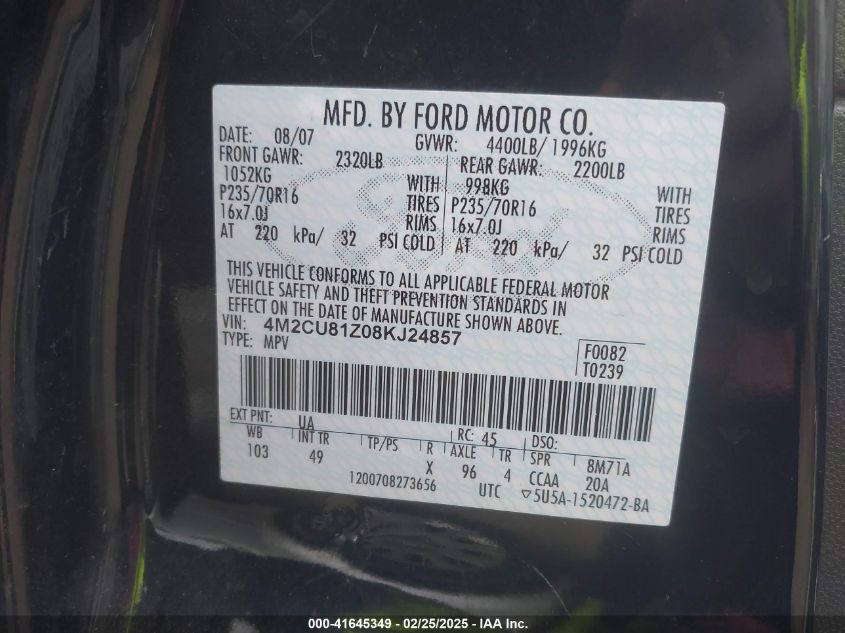 MFD. BY FORD MOTOR CO.
DATE: 08/07 GVWR: 4400LB/ 1996KG
FRONT GAWR: 2320LB REAR GAWR: 2200LB
1052KG WITH 998KG WITH
P235/70R16 TIRES P235/70R16 TIRES
16x7.0J RIMS 16x7.0J RIMS
AT 220 kPa/ 32 PSI COLD AT 220 kPa/ 32 PSI COLD
THIS VEHICLE CONFORMS TO ALL APPLICABLE FEDERAL MOTOR
VEHICLE SAFETY AND THEFT PREVENTION STANDARDS IN
EFFECT ON THE DATE OF MANUFACTURE SHOWN ABOVE.
VIN: 4M2CU81Z08KJ24857
TYPE: MPV
F0082
T0239
EXT PNT: UA RC: 45 DSO:
WB INT TR TP/PS R AXLE TR SPR 8M71A
103 49 X 96 4 CCAA 20A
1200708273656 UTC ▽5U5A-1520472-BA
Ford
000-41645349 | 02/25/2025 - IAA Inc.